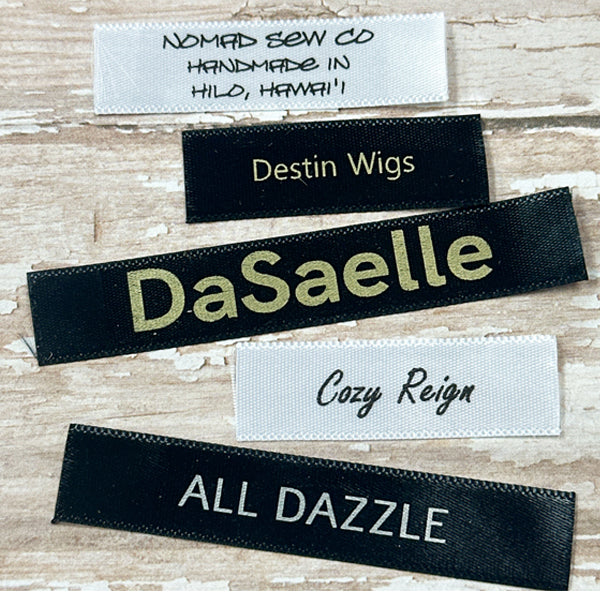 NOMAD SEW CO
HANDMADE IN
HILO, HAWAI'I
Destin Wigs
DaSaelle
Cozy Reign
ALL DAZZLE